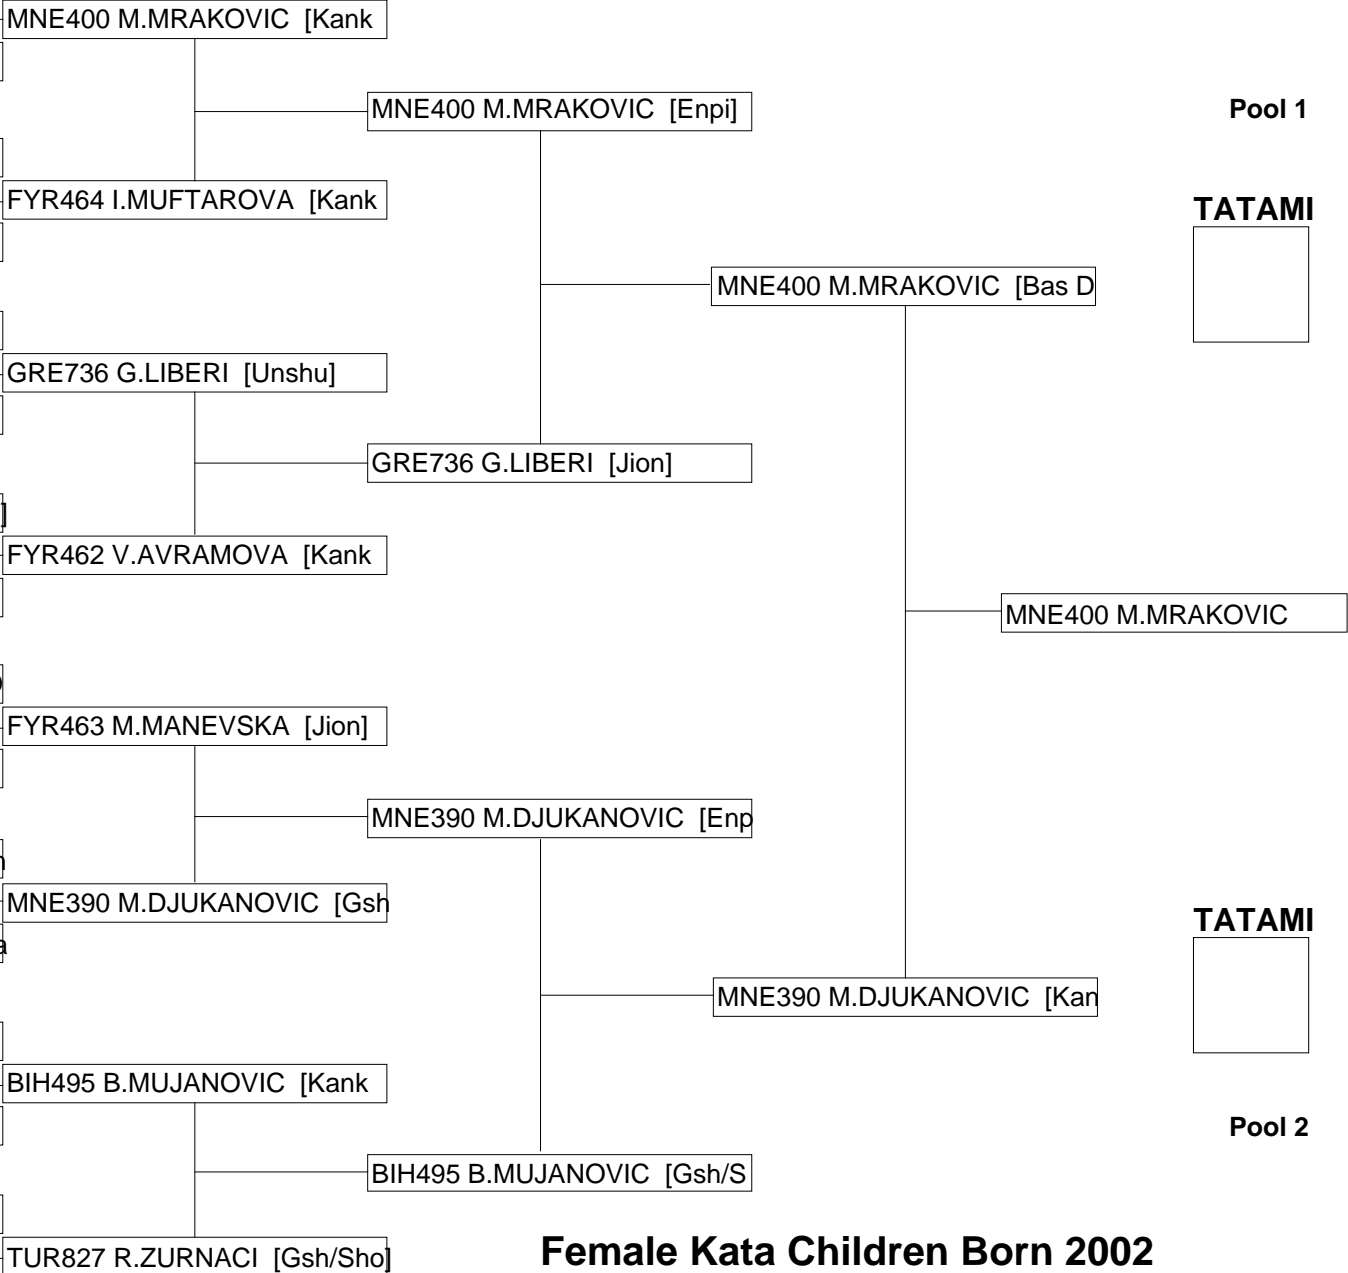 MNE400 M.MRAKOVIC [Kank
MNE400 M.MRAKOVIC [Enpi]
Pool 1
FYR464 I.MUFTAROVA [Kank
TATAMI
MNE400 M.MRAKOVIC [Bas D
GRE736 G.LIBERI [Unshu]
GRE736 G.LIBERI [Jion]
]
FYR462 V.AVRAMOVA [Kank
MNE400 M.MRAKOVIC
FYR463 M.MANEVSKA [Jion]
MNE390 M.DJUKANOVIC [Enp
MNE390 M.DJUKANOVIC [Gsh
TATAMI
MNE390 M.DJUKANOVIC [Kan
BIH495 B.MUJANOVIC [Kank
Pool 2
BIH495 B.MUJANOVIC [Gsh/S
TUR827 R.ZURNACI [Gsh/Sho]
Female Kata Children Born 2002